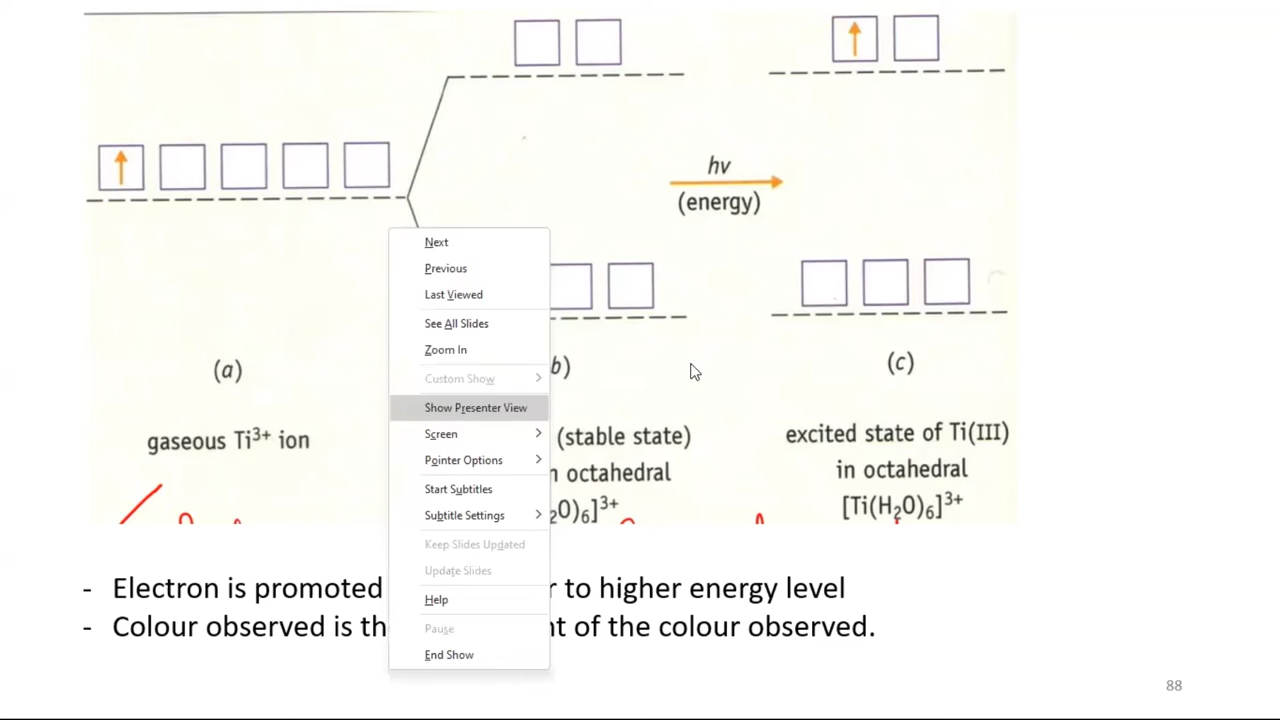 hv
(energy)
(a)
b)
(c)
gaseous Ti³⁺ ion
(stable state)
n octahedral
₂O)₆]³⁺
excited state of Ti(III)
in octahedral
[Ti(H₂O)₆]³⁺
Next
Previous
Last Viewed
See All Slides
Zoom In
Custom Show
Show Presenter View
Screen
Pointer Options
Start Subtitles
Subtitle Settings
Keep Slides Updated
Update Slides
Help
Pause
End Show
- Electron is promoted r to higher energy level
- Colour observed is th nt of the colour observed.
88